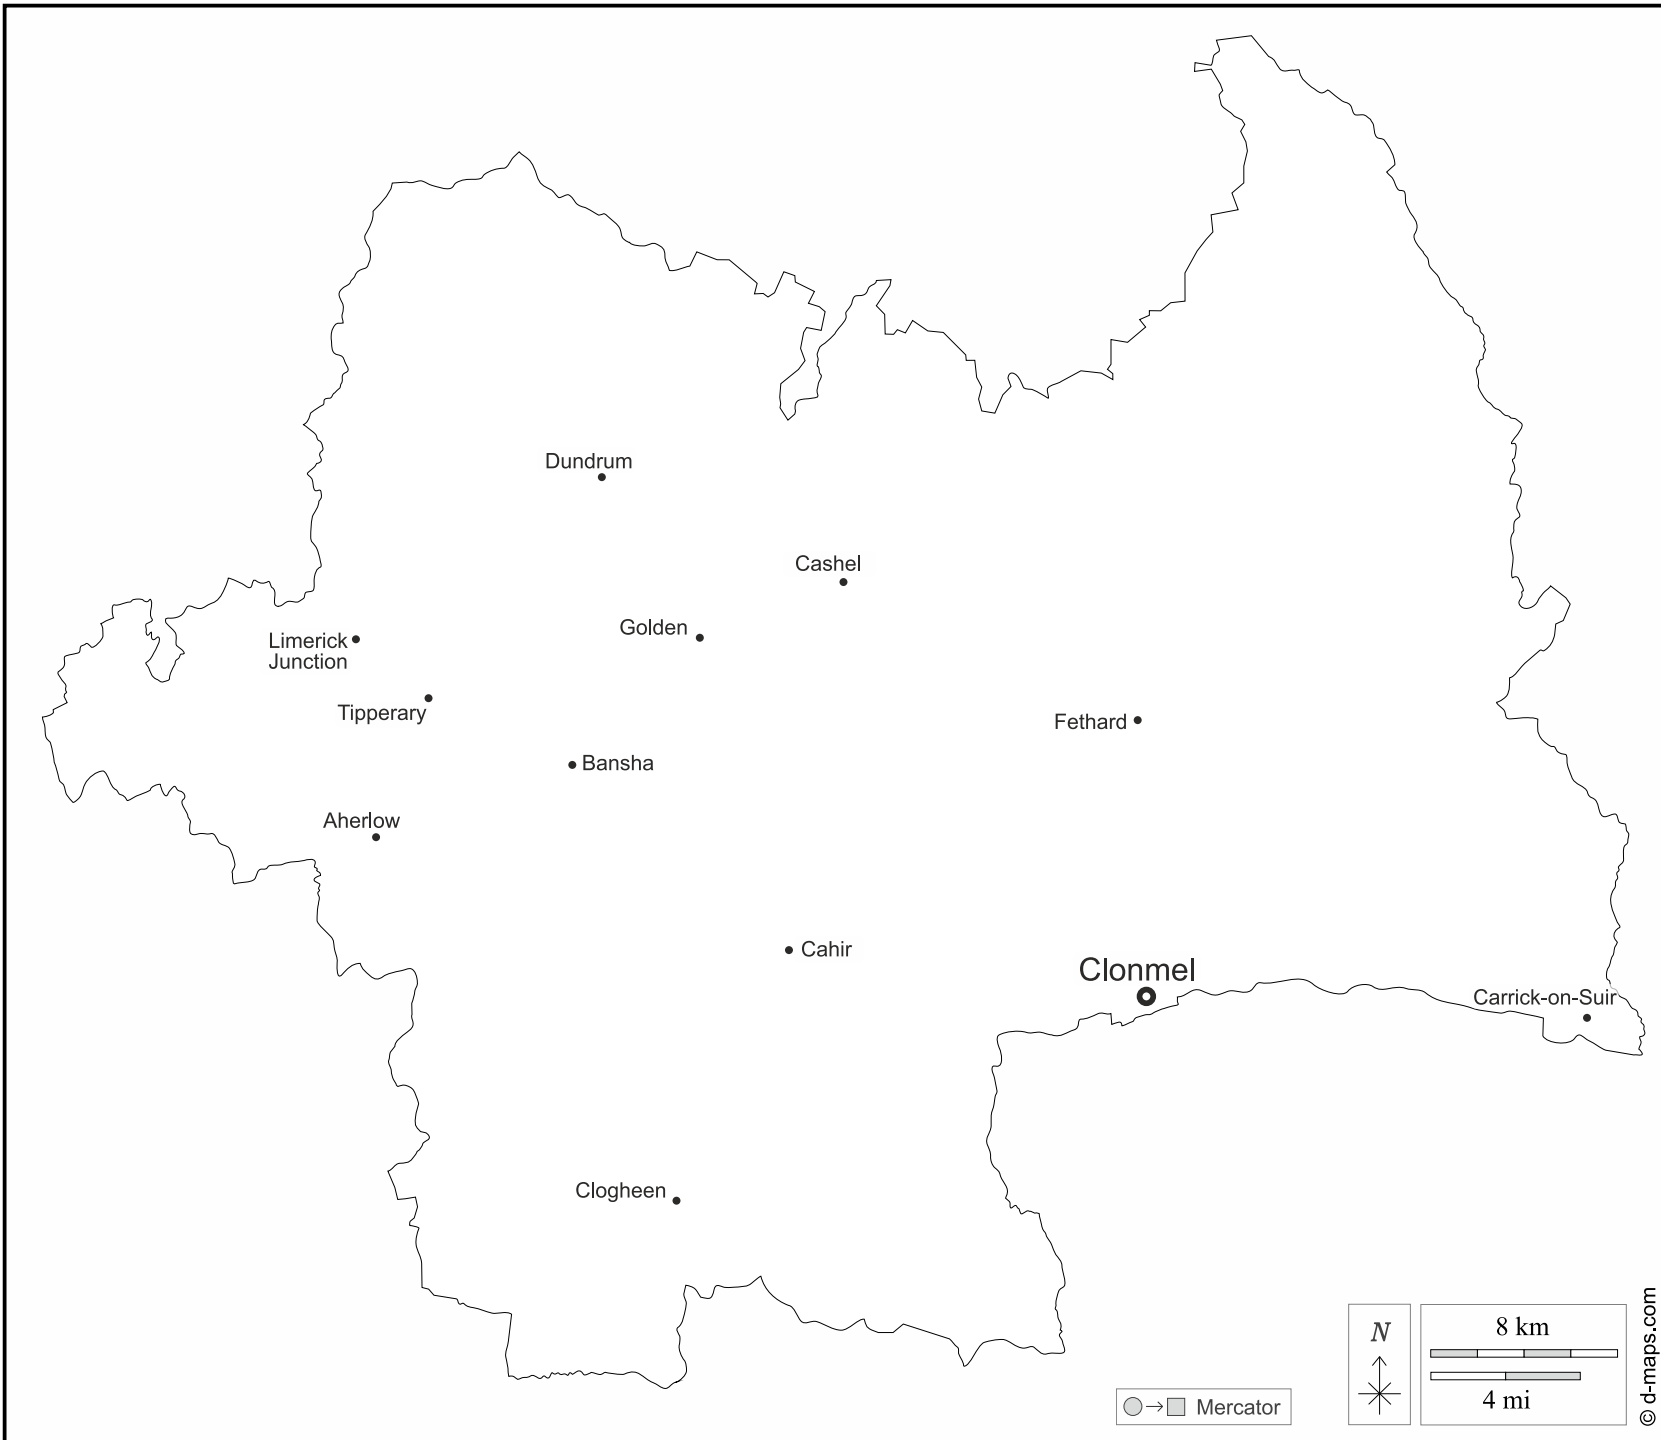 Dundrum
Cashel
Golden
Limerick
Junction
Tipperary
Fethard
Bansha
Aherlow
Cahir
Clonmel
Carrick-on-Suir
Clogheen
N
8 km
4 mi
Mercator
© d-maps.com